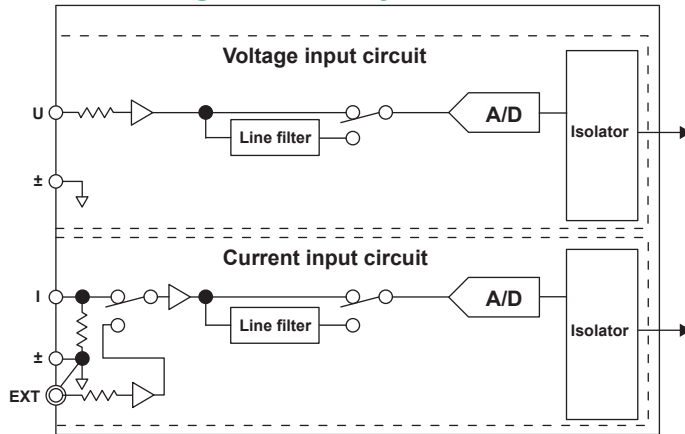 Voltage input circuit
U
A/D
Line filter
Isolator
±
Current input circuit
I
A/D
Line filter
Isolator
±
EXT